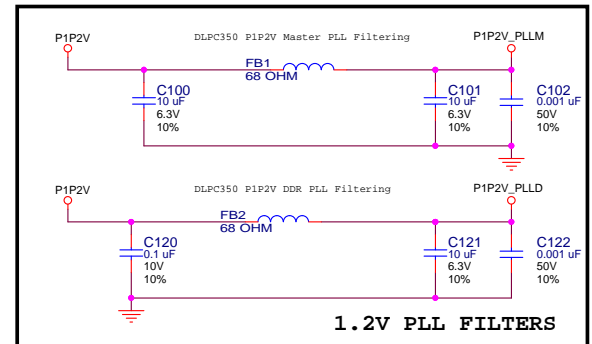 P1P2V
DLPC350 P1P2V Master PLL Filtering
P1P2V_PLLM
FB1
68 OHM
C100
10 uF
6.3V
10%
C101
10 uF
6.3V
10%
C102
0.001 uF
50V
10%
P1P2V
DLPC350 P1P2V DDR PLL Filtering
P1P2V_PLLD
FB2
68 OHM
C120
0.1 uF
10V
10%
C121
10 uF
6.3V
10%
C122
0.001 uF
50V
10%
1.2V PLL FILTERS